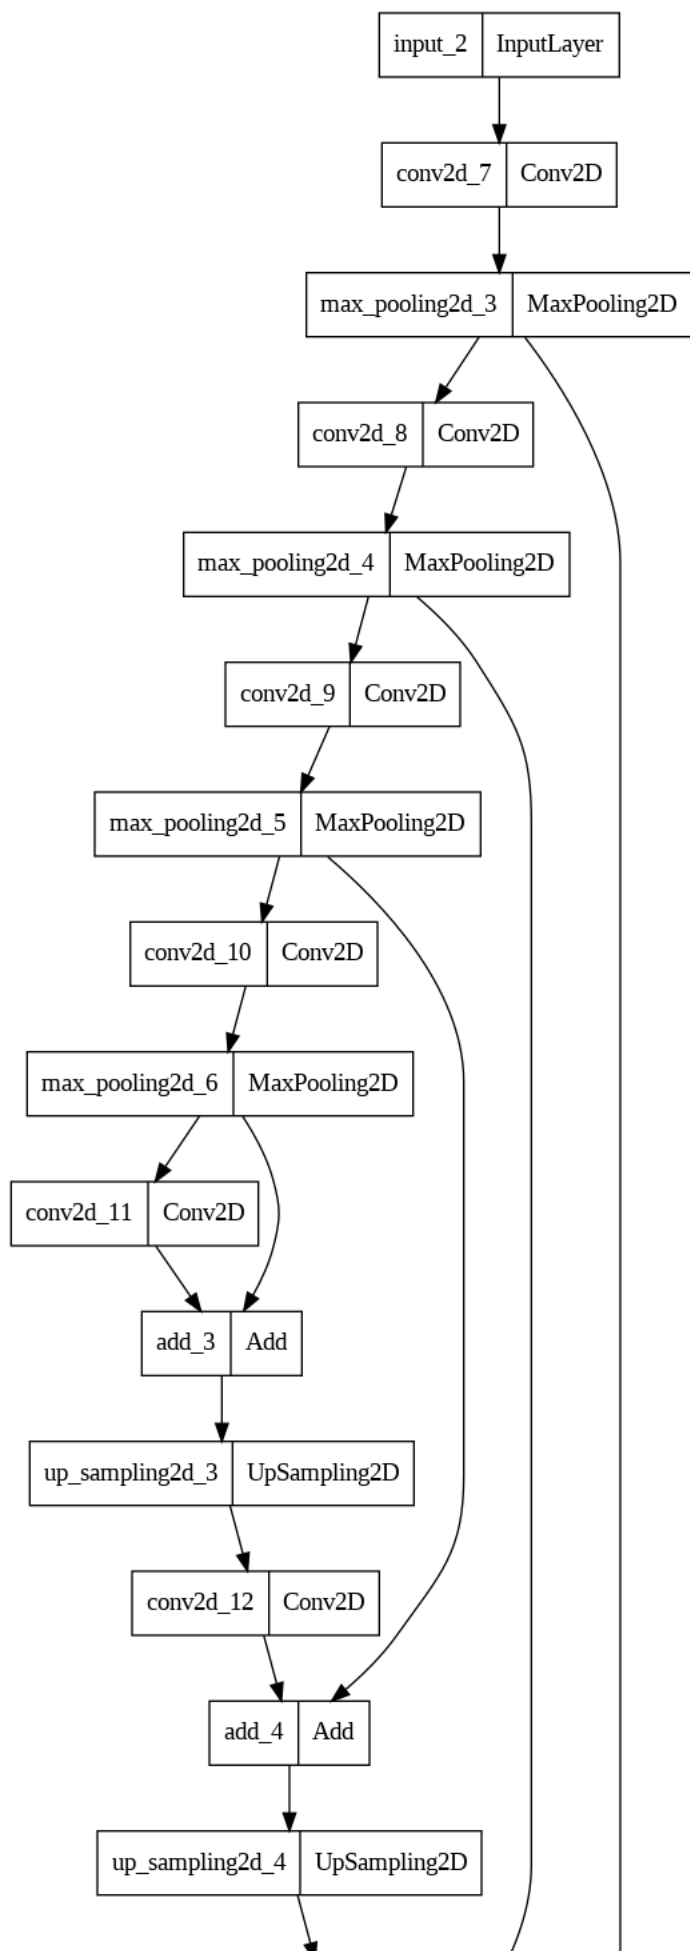 input_2 InputLayer
conv2d_7 Conv2D
max_pooling2d_3 MaxPooling2D
conv2d_8 Conv2D
max_pooling2d_4 MaxPooling2D
conv2d_9 Conv2D
max_pooling2d_5 MaxPooling2D
conv2d_10 Conv2D
max_pooling2d_6 MaxPooling2D
conv2d_11 Conv2D
add_3 Add
up_sampling2d_3 UpSampling2D
conv2d_12 Conv2D
add_4 Add
up_sampling2d_4 UpSampling2D